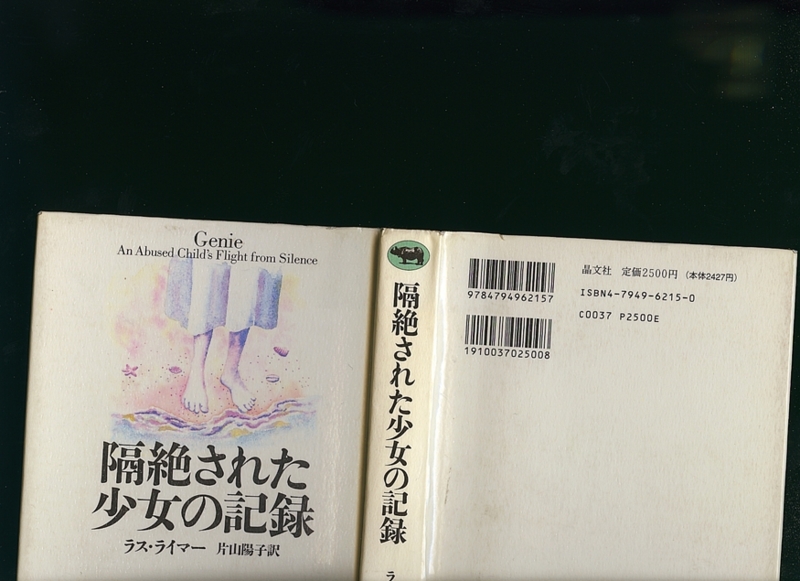 Genie
An Abused Child's Flight from Silence
隔絶された
少女の記録
ラス・ライマー 片山陽子訳
隔絶された少女の記録
ラ
9784794962157
1910037025008
晶文社 定価2500円 (本体2427円)
ISBN4-7949-6215-0
C0037 P2500E